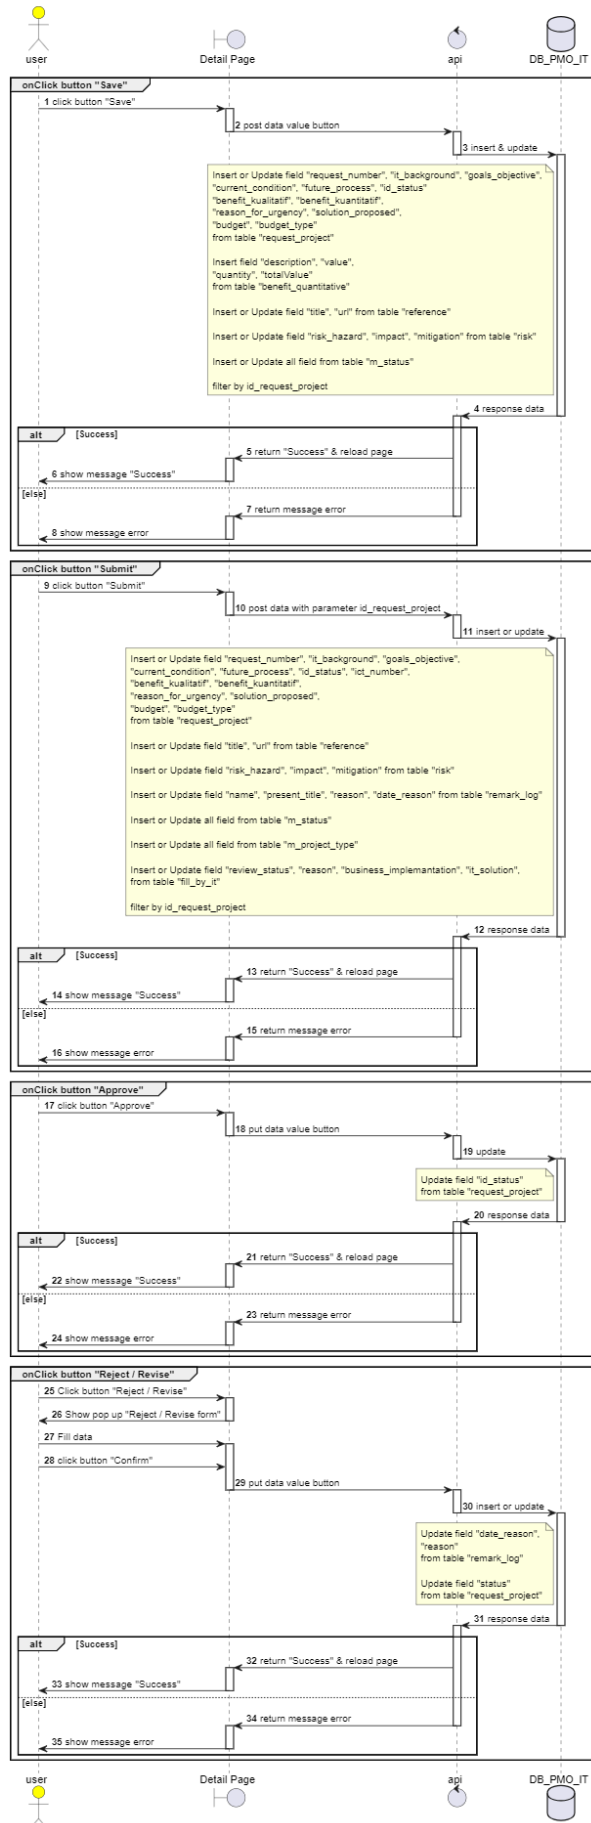 user
Detail Page
api
DB_PMO_IT
onClick button "Save"
1 click button "Save"
2 post data value button
3 insert & update
Insert or Update field "request_number", "it_background", "goals_objective",
"current_condition", "future_process", "id_status"
"benefit_kualitatif", "benefit_kuantitatif",
"reason_for_urgency", "solution_proposed",
"budget", "budget_type"
from table "request_project"
Insert field "description", "value",
"quantity", "totalValue"
from table "benefit_quantitative"
Insert or Update field "title", "url" from table "reference"
Insert or Update field "risk_hazard", "impact", "mitigation" from table "risk"
Insert or Update all field from table "m_status"
filter by id_request_project
4 response data
alt [Success]
5 return "Success" & reload page
6 show message "Success"
[else]
7 return message error
8 show message error
onClick button "Submit"
9 click button "Submit"
10 post data with parameter id_request_project
11 insert or update
Insert or Update field "request_number", "it_background", "goals_objective",
"current_condition", "future_process", "id_status", "ict_number",
"benefit_kualitatif", "benefit_kuantitatif",
"reason_for_urgency", "solution_proposed",
"budget", "budget_type"
from table "request_project"
Insert or Update field "title", "url" from table "reference"
Insert or Update field "risk_hazard", "impact", "mitigation" from table "risk"
Insert or Update field "name", "present_title", "reason", "date_reason" from table "remark_log"
Insert or Update all field from table "m_status"
Insert or Update all field from table "m_project_type"
Insert or Update field "review_status", "reason", "business_implemantation", "it_solution",
from table "fill_by_it"
filter by id_request_project
12 response data
alt [Success]
13 return "Success" & reload page
14 show message "Success"
[else]
15 return message error
16 show message error
onClick button "Approve"
17 click button "Approve"
18 put data value button
19 update
Update field "id_status"
from table "request_project"
20 response data
alt [Success]
21 return "Success" & reload page
22 show message "Success"
[else]
23 return message error
24 show message error
onClick button "Reject / Revise"
25 Click button "Reject / Revise"
26 Show pop up "Reject / Revise form"
27 Fill data
28 click button "Confirm"
29 put data value button
30 insert or update
Update field "date_reason",
"reason"
from table "remark_log"
Update field "status"
from table "request_project"
31 response data
alt [Success]
32 return "Success" & reload page
33 show message "Success"
[else]
34 return message error
35 show message error
user
Detail Page
api
DB_PMO_IT